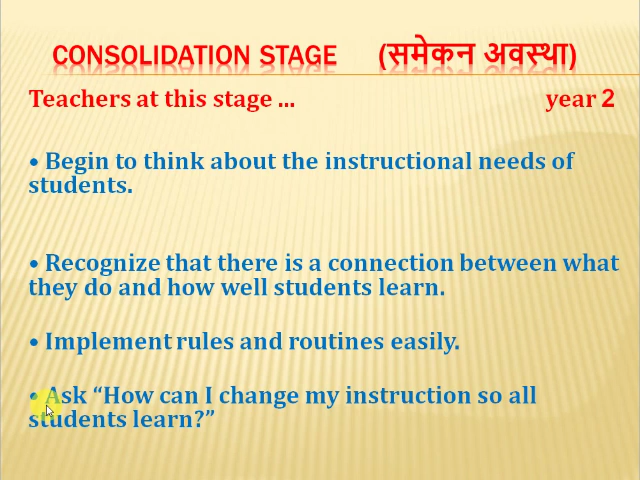 CONSOLIDATION STAGE (समेकन अवस्था)
Teachers at this stage ... year 2
• Begin to think about the instructional needs of
students.
• Recognize that there is a connection between what
they do and how well students learn.
• Implement rules and routines easily.
• Ask “How can I change my instruction so all
students learn?”